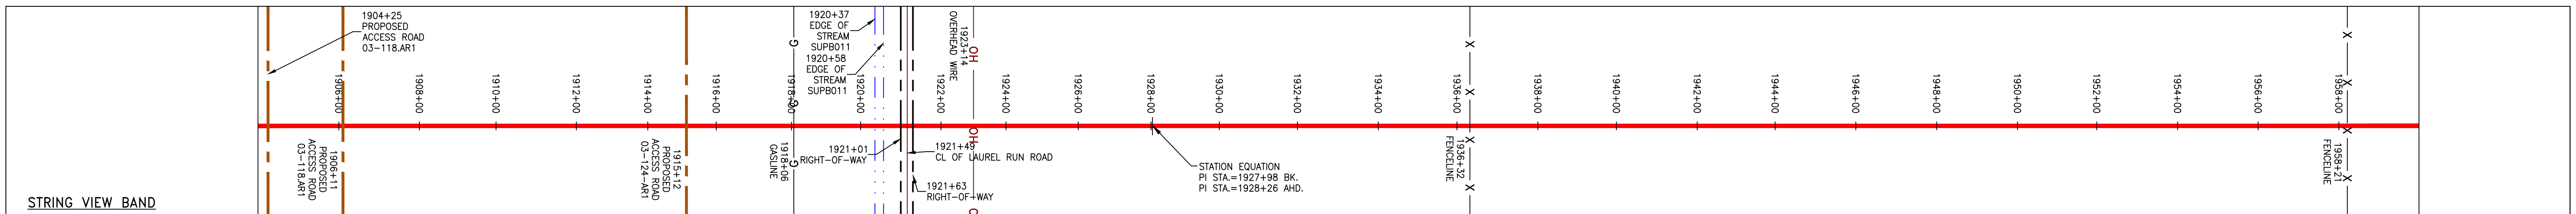 1904+25
PROPOSED
ACCESS ROAD
03-118.AR1
1906+11
PROPOSED
ACCESS ROAD
03-118.AR1
1915+12
PROPOSED
ACCESS ROAD
03-124-AR1
1918+06
GASLINE
G
G
G
1920+37
EDGE OF
STREAM
SUPB011
1920+58
EDGE OF
STREAM
SUPB011
1921+01
RIGHT-OF-WAY
1921+49
CL OF LAUREL RUN ROAD
1921+63
RIGHT-OF-WAY
1923+14
OVERHEAD WIRE
OH
OH
STATION EQUATION
PI STA.=1927+98 BK.
PI STA.=1928+26 AHD.
1936+32
FENCELINE
X
X
X
X
1958+21
FENCELINE
X
X
X
X
1906+00
1908+00
1910+00
1912+00
1914+00
1916+00
1918+00
1920+00
1922+00
1924+00
1926+00
1928+00
1930+00
1932+00
1934+00
1936+00
1938+00
1940+00
1942+00
1944+00
1946+00
1948+00
1950+00
1952+00
1954+00
1956+00
1958+00
STRING VIEW BAND